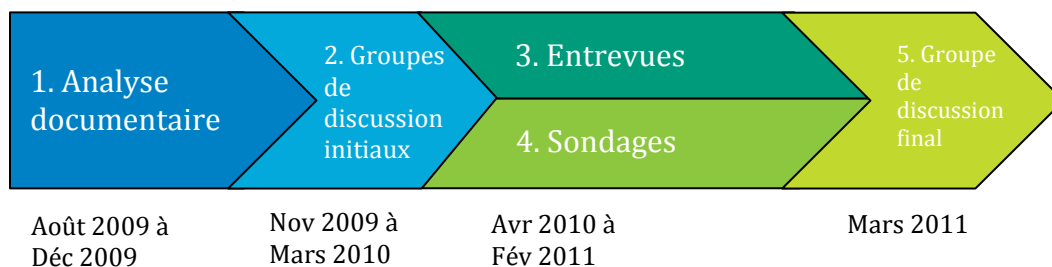 1. Analyse
documentaire
2. Groupes
de
discussion
initiaux
3. Entrevues
4. Sondages
5. Groupe
de
discussion
final
Août 2009 à
Déc 2009
Nov 2009 à
Mars 2010
Avr 2010 à
Fév 2011
Mars 2011